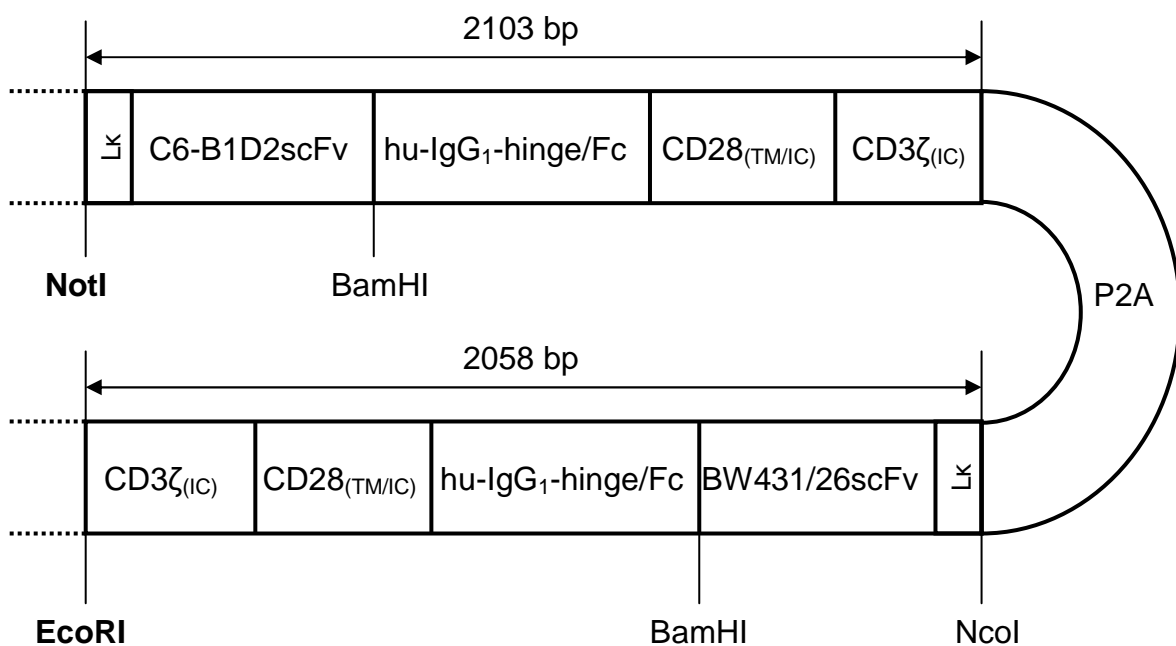 2103 bp
Lκ C6-B1D2scFv hu-IgG₁-hinge/Fc CD28(TM/IC) CD3ζ(IC)
NotI BamHI
P2A
2058 bp
CD3ζ(IC) CD28(TM/IC) hu-IgG₁-hinge/Fc BW431/26scFv Lκ
EcoRI BamHI NcoI